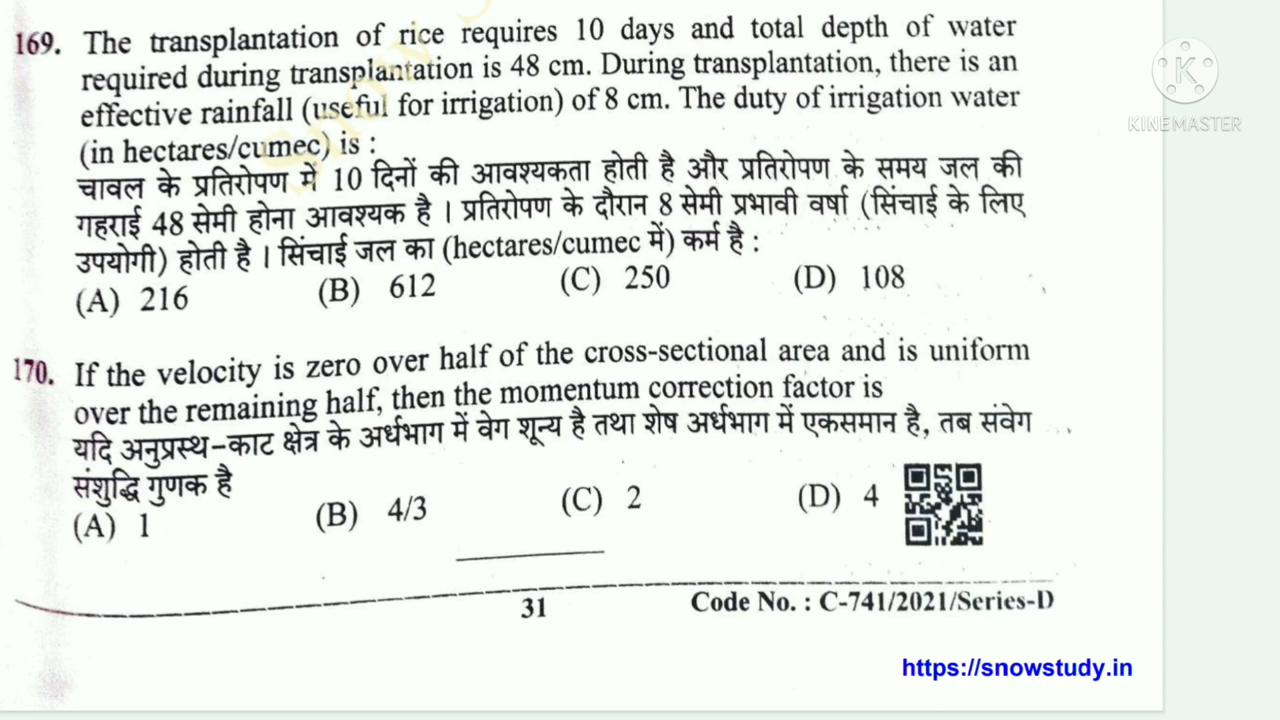 169. The transplantation of rice requires 10 days and total depth of water
required during transplantation is 48 cm. During transplantation, there is an
effective rainfall (useful for irrigation) of 8 cm. The duty of irrigation water
(in hectares/cumec) is :
चावल के प्रतिरोपण में 10 दिनों की आवश्यकता होती है और प्रतिरोपण के समय जल की
गहराई 48 सेमी होना आवश्यक है । प्रतिरोपण के दौरान 8 सेमी प्रभावी वर्षा (सिंचाई के लिए
उपयोगी) होती है । सिंचाई जल का (hectares/cumec में) कर्म है :
(A) 216 (B) 612 (C) 250 (D) 108
170. If the velocity is zero over half of the cross-sectional area and is uniform
over the remaining half, then the momentum correction factor is
यदि अनुप्रस्थ-काट क्षेत्र के अर्धभाग में वेग शून्य है तथा शेष अर्धभाग में एकसमान है, तब संवेग
संशुद्धि गुणक है
(A) 1 (B) 4/3 (C) 2 (D) 4
31 Code No. : C-741/2021/Series-D
https://snowstudy.in
K
KINEMASTER
Snow S